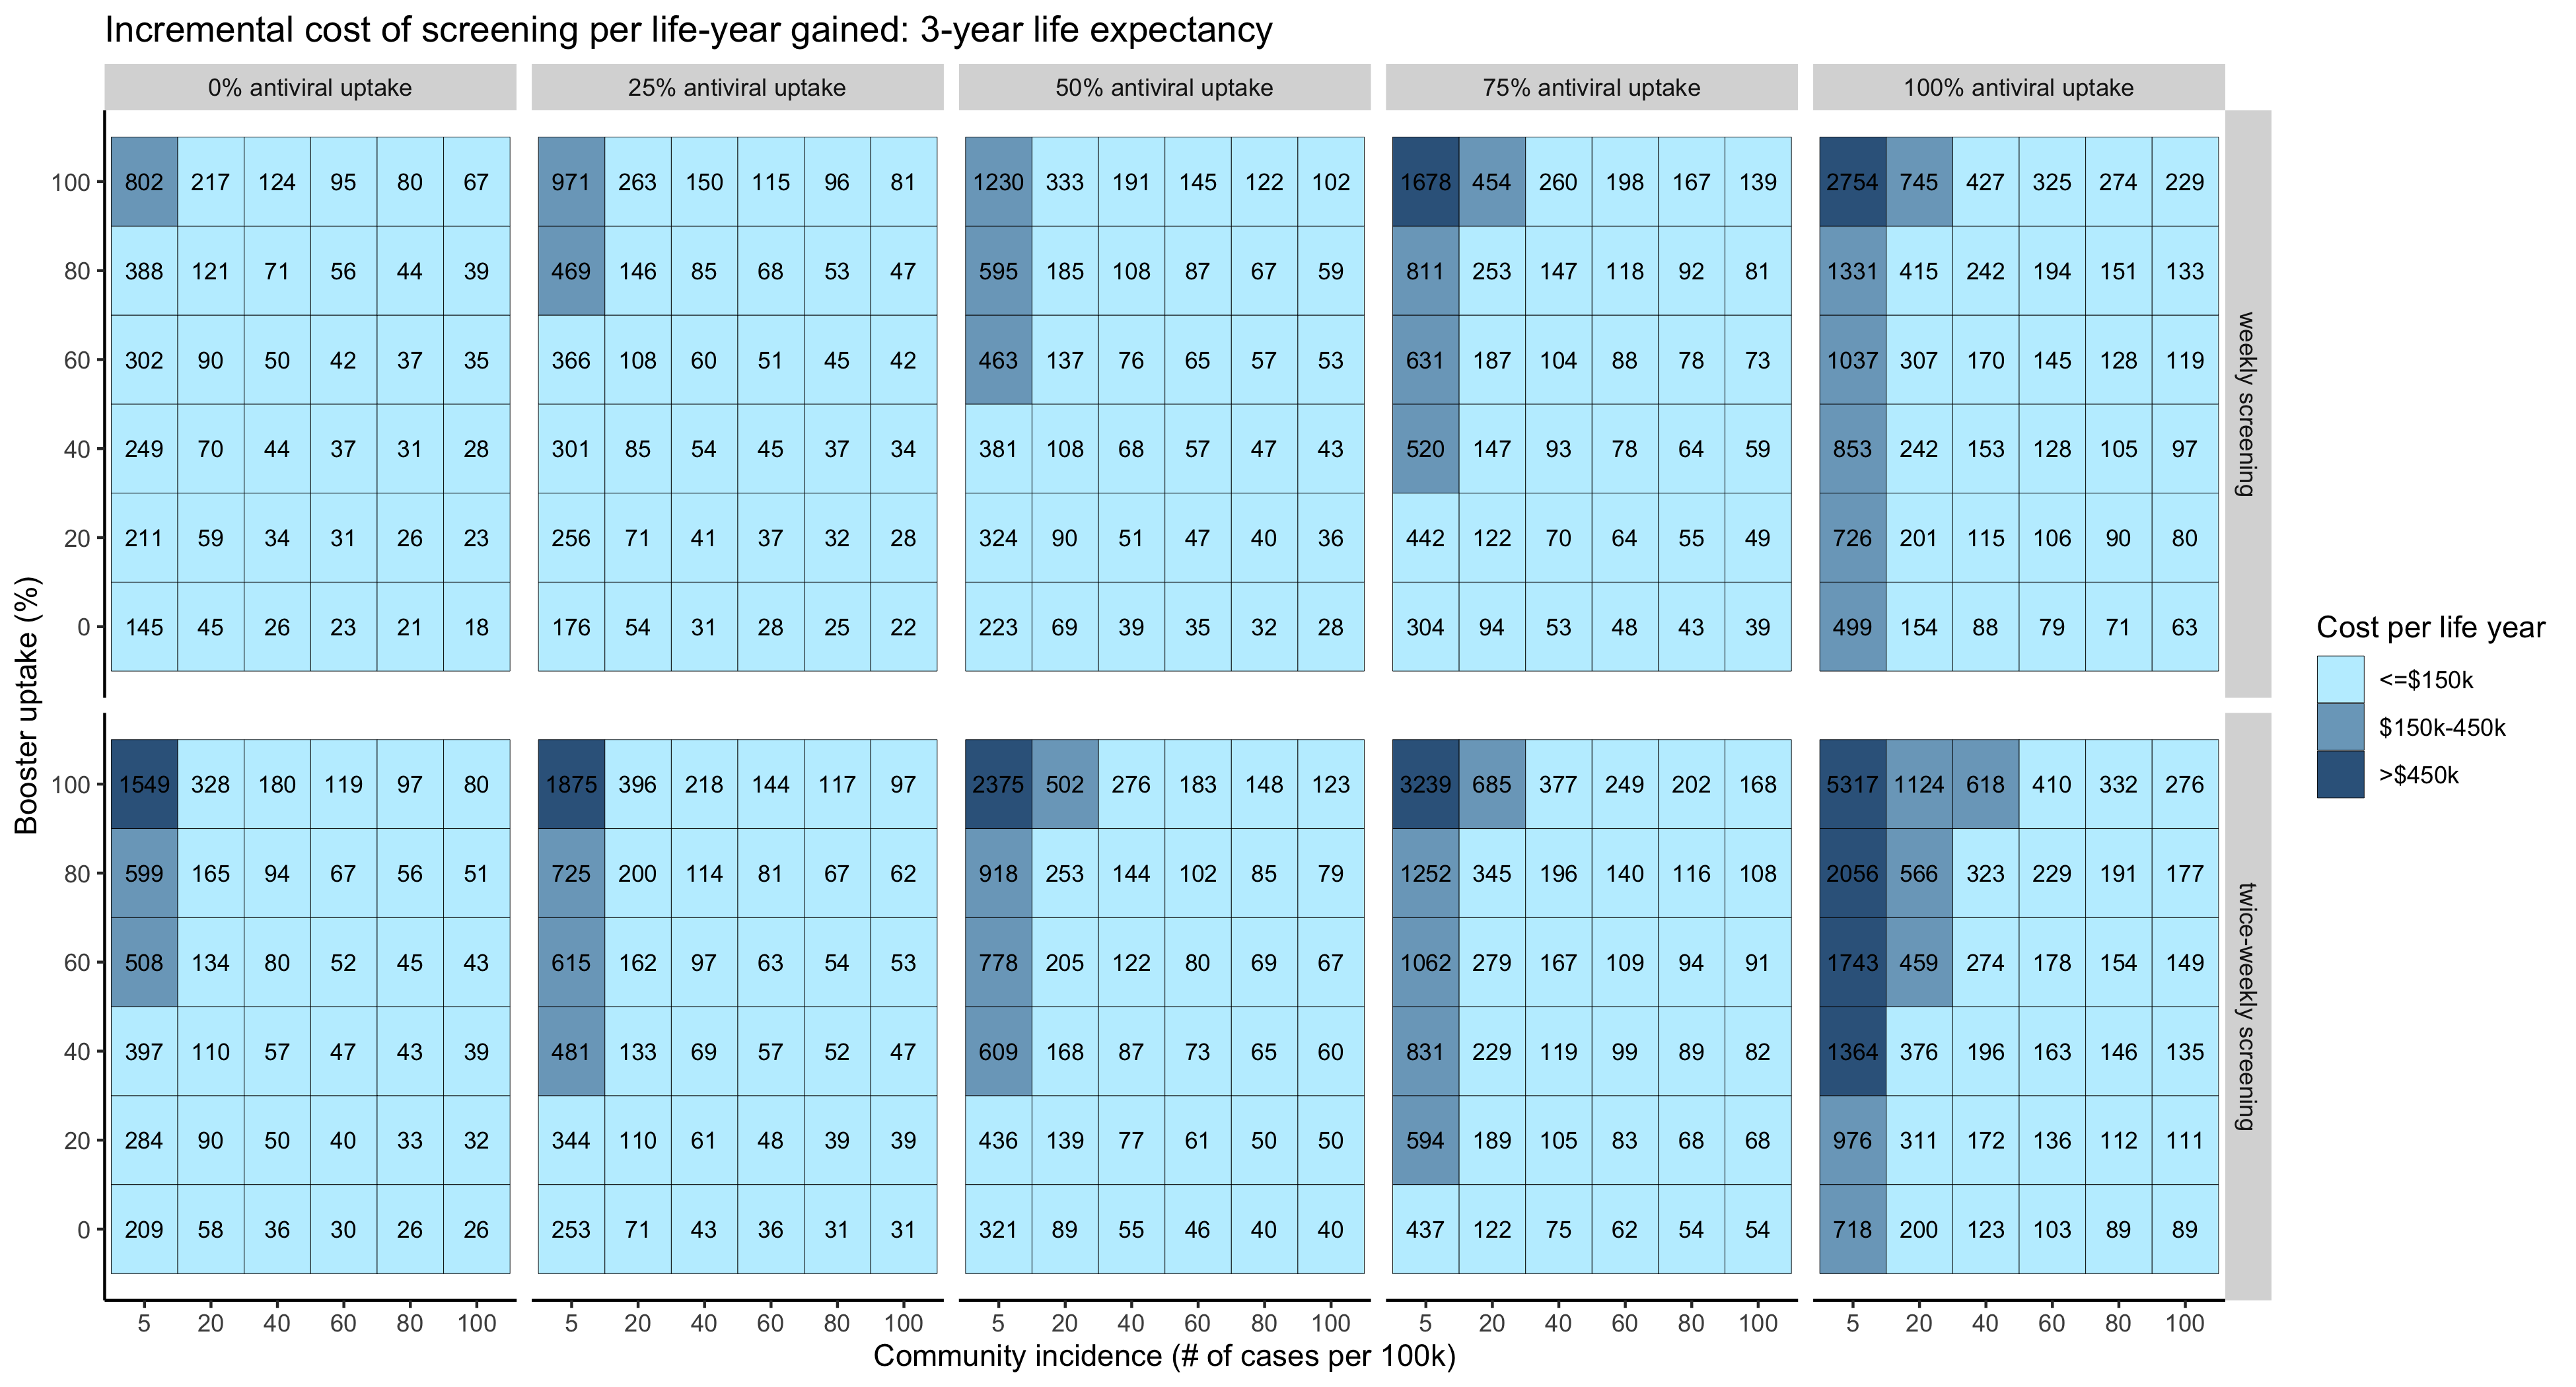 Incremental cost of screening per life-year gained: 3-year life expectancy
0% antiviral uptake 25% antiviral uptake 50% antiviral uptake 75% antiviral uptake 100% antiviral uptake
100 802 217 124 95 80 67 971 263 150 115 96 81 1230 333 191 145 122 102 1678 454 260 198 167 139 2754 745 427 325 274 229
80 388 121 71 56 44 39 469 146 85 68 53 47 595 185 108 87 67 59 811 253 147 118 92 81 1331 415 242 194 151 133
60 302 90 50 42 37 35 366 108 60 51 45 42 463 137 76 65 57 53 631 187 104 88 78 73 1037 307 170 145 128 119
40 249 70 44 37 31 28 301 85 54 45 37 34 381 108 68 57 47 43 520 147 93 78 64 59 853 242 153 128 105 97
20 211 59 34 31 26 23 256 71 41 37 32 28 324 90 51 47 40 36 442 122 70 64 55 49 726 201 115 106 90 80
0 145 45 26 23 21 18 176 54 31 28 25 22 223 69 39 35 32 28 304 94 53 48 43 39 499 154 88 79 71 63
weekly screening
Booster uptake (%)
100 1549 328 180 119 97 80 1875 396 218 144 117 97 2375 502 276 183 148 123 3239 685 377 249 202 168 5317 1124 618 410 332 276
80 599 165 94 67 56 51 725 200 114 81 67 62 918 253 144 102 85 79 1252 345 196 140 116 108 2056 566 323 229 191 177
60 508 134 80 52 45 43 615 162 97 63 54 53 778 205 122 80 69 67 1062 279 167 109 94 91 1743 459 274 178 154 149
40 397 110 57 47 43 39 481 133 69 57 52 47 609 168 87 73 65 60 831 229 119 99 89 82 1364 376 196 163 146 135
20 284 90 50 40 33 32 344 110 61 48 39 39 436 139 77 61 50 50 594 189 105 83 68 68 976 311 172 136 112 111
0 209 58 36 30 26 26 253 71 43 36 31 31 321 89 55 46 40 40 437 122 75 62 54 54 718 200 123 103 89 89
twice-weekly screening
5 20 40 60 80 100 5 20 40 60 80 100 5 20 40 60 80 100 5 20 40 60 80 100 5 20 40 60 80 100
Community incidence (# of cases per 100k)
Cost per life year
<=$150k
$150k-450k
>$450k